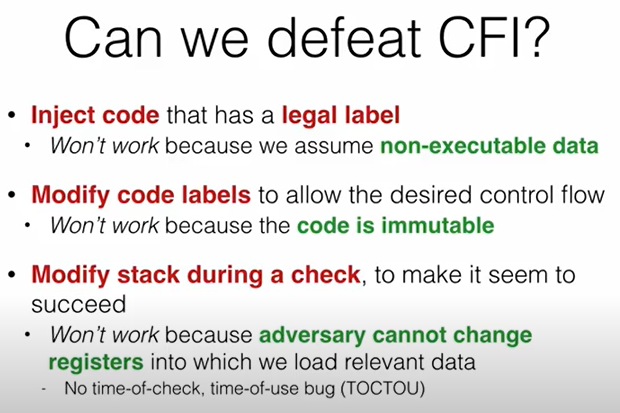 Can we defeat CFI?
• Inject code that has a legal label
• Won't work because we assume non-executable data
• Modify code labels to allow the desired control flow
• Won't work because the code is immutable
• Modify stack during a check, to make it seem to
succeed
• Won't work because adversary cannot change
registers into which we load relevant data
- No time-of-check, time-of-use bug (TOCTOU)